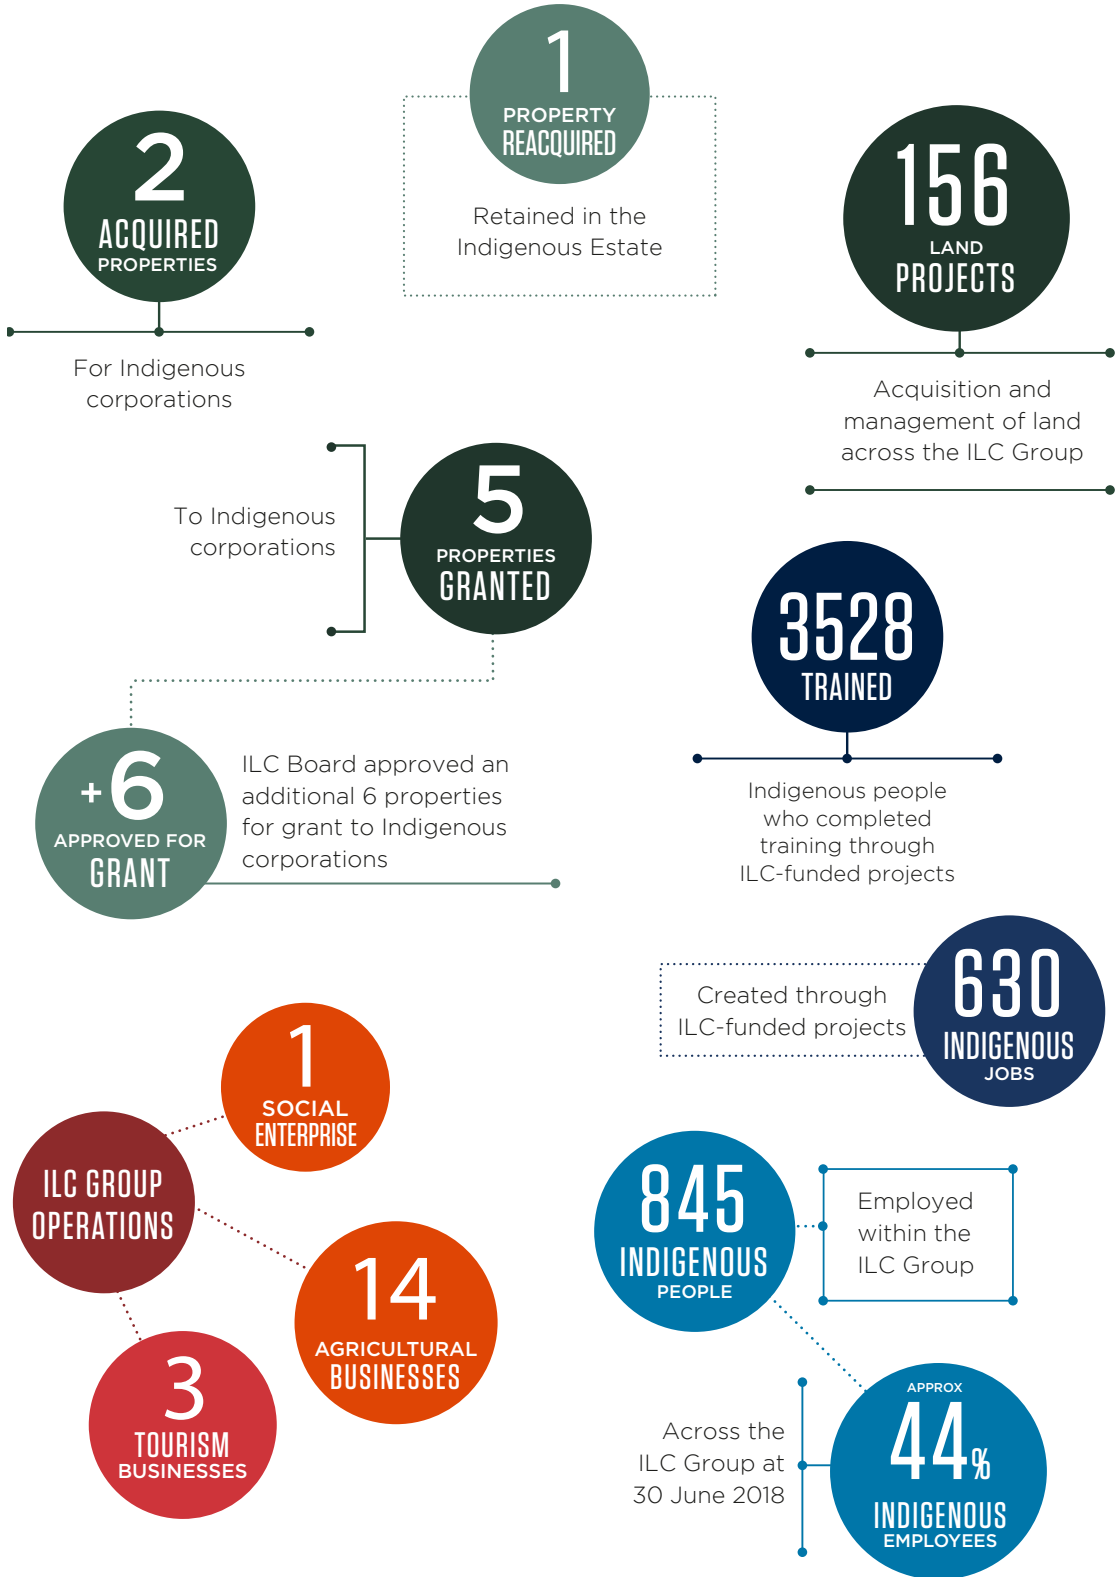 1
PROPERTY
REACQUIRED
Retained in the
Indigenous Estate
2
ACQUIRED
PROPERTIES
For Indigenous
corporations
156
LAND
PROJECTS
Acquisition and
management of land
across the ILC Group
To Indigenous
corporations
5
PROPERTIES
GRANTED
3528
TRAINED
Indigenous people
who completed
training through
ILC-funded projects
+6
APPROVED FOR
GRANT
ILC Board approved an
additional 6 properties
for grant to Indigenous
corporations
Created through
ILC-funded projects
630
INDIGENOUS
JOBS
ILC GROUP
OPERATIONS
1
SOCIAL
ENTERPRISE
14
AGRICULTURAL
BUSINESSES
3
TOURISM
BUSINESSES
845
INDIGENOUS
PEOPLE
Employed
within the
ILC Group
Across the
ILC Group at
30 June 2018
APPROX
44%
INDIGENOUS
EMPLOYEES